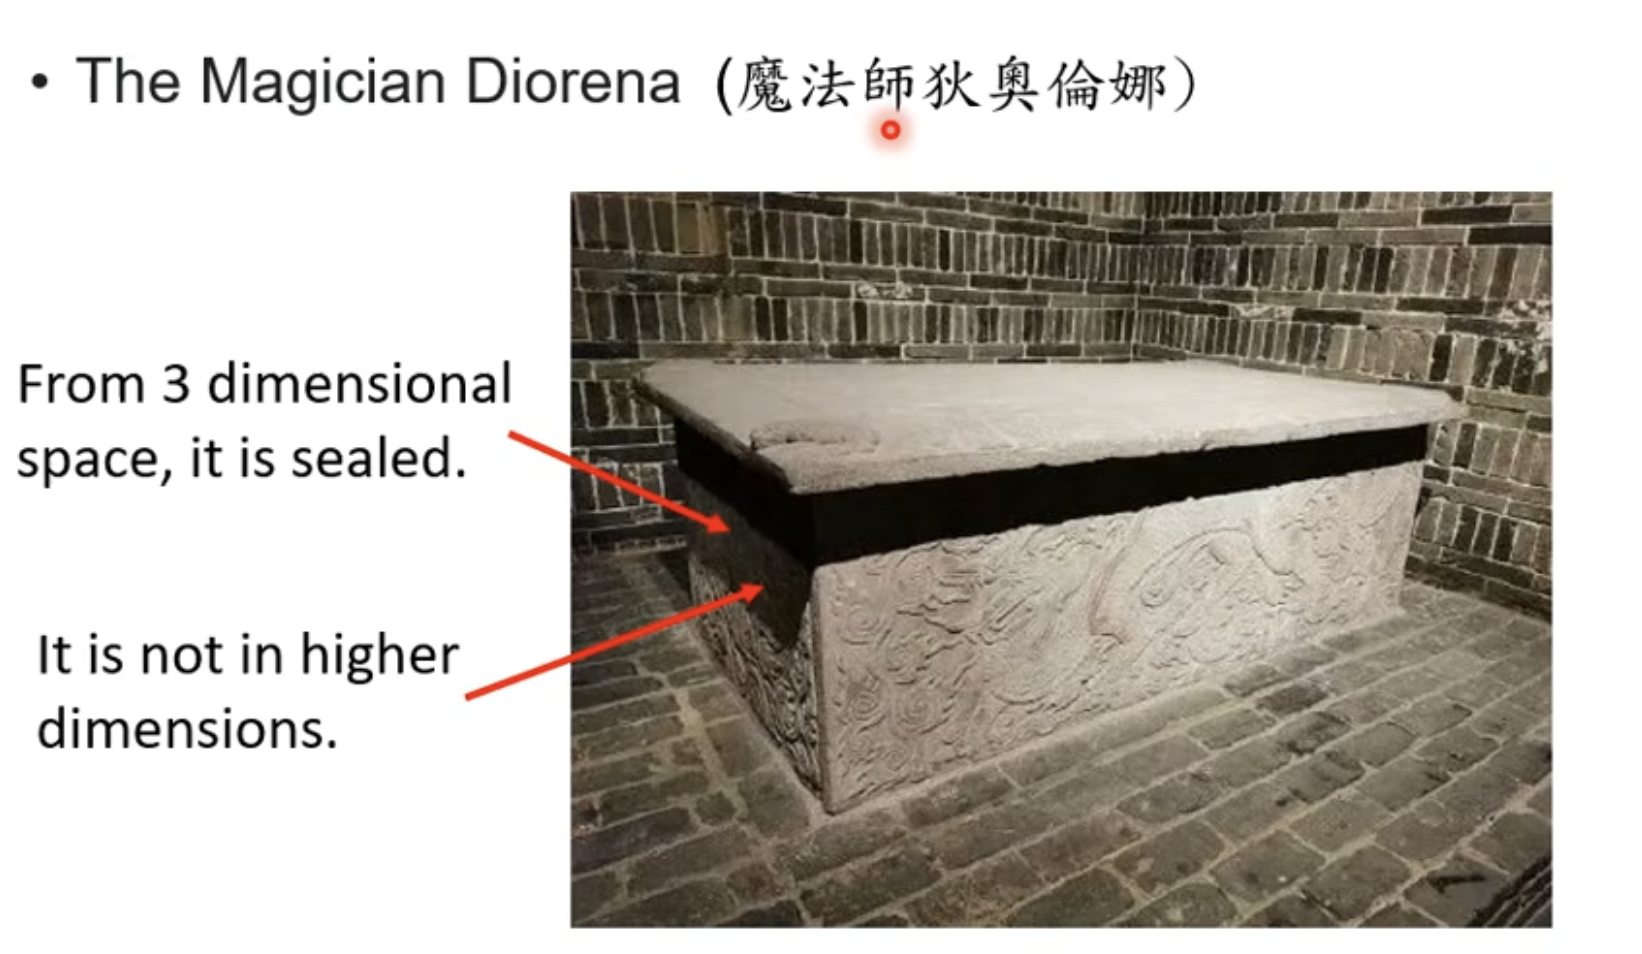 • The Magician Diorena (魔法師狄奧倫娜）
From 3 dimensional
space, it is sealed.
It is not in higher
dimensions.